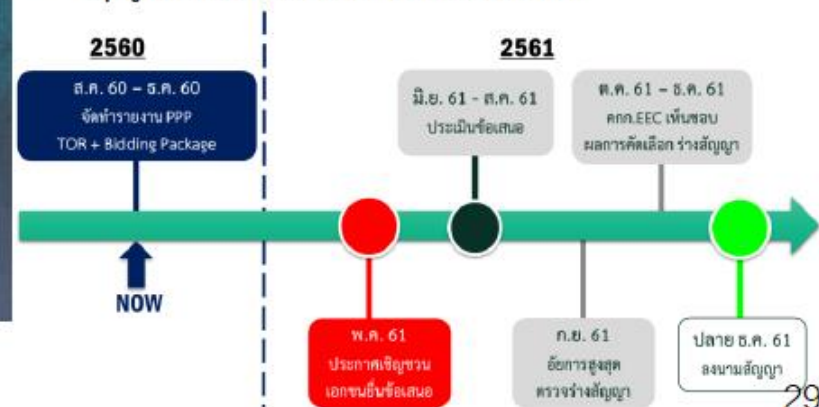 2560
2561
ส.ค. 60 – ธ.ค. 60
จัดทำรายงาน PPP
TOR + Bidding Package
มิ.ย. 61 - ส.ค. 61
ประเมินข้อเสนอ
ต.ค. 61 – ธ.ค. 61
คกก.EEC เห็นชอบ
ผลการคัดเลือก ร่างสัญญา
NOW
พ.ค. 61
ประกาศเชิญชวน
เอกชนยื่นข้อเสนอ
ก.ย. 61
อัยการสูงสุด
ตรวจร่างสัญญา
ปลาย ธ.ค. 61
ลงนามสัญญา
29